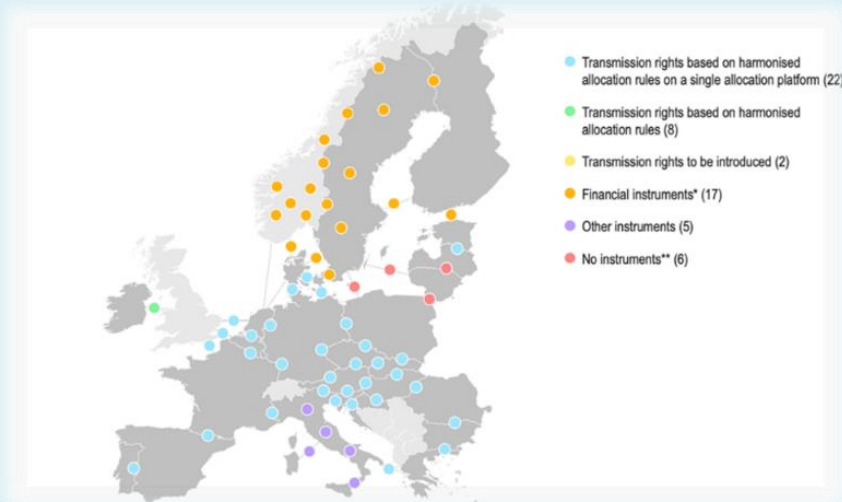 Transmission rights based on harmonised
allocation rules on a single allocation platform (22)
Transmission rights based on harmonised
allocation rules (8)
Transmission rights to be introduced (2)
Financial instruments* (17)
Other instruments (5)
No instruments** (6)